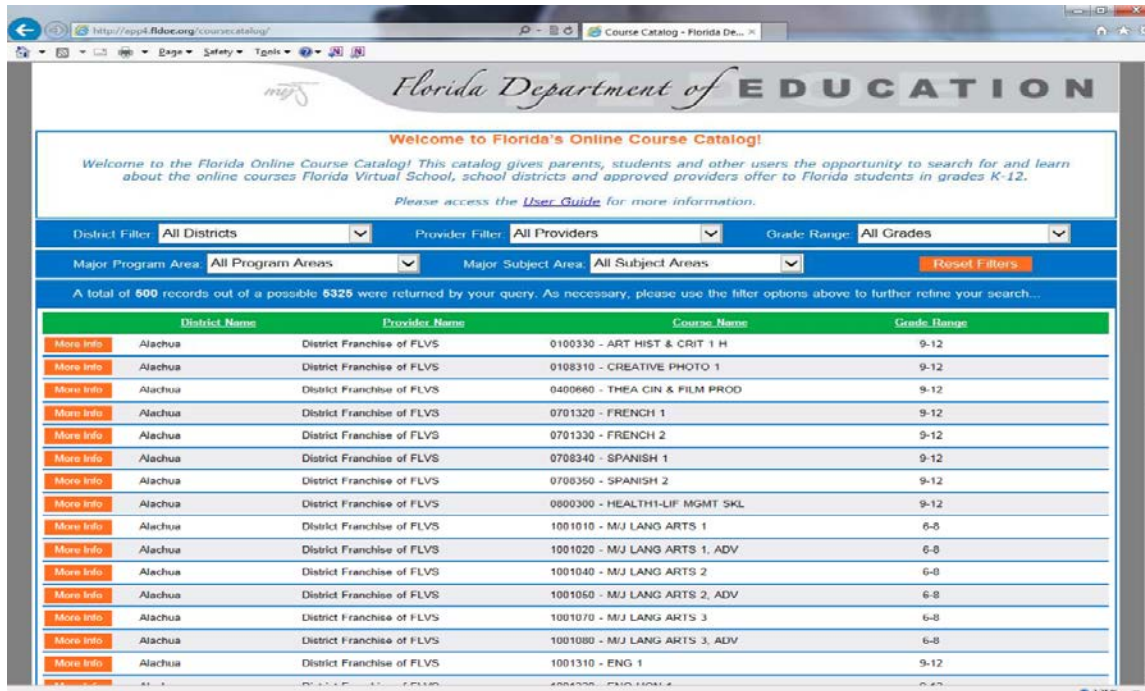 http://app4.fldoe.org/coursecatalog/
Course Catalog - Florida De...
Page Safety Tools
Florida Department of EDUCATION
Welcome to Florida's Online Course Catalog!
Welcome to the Florida Online Course Catalog! This catalog gives parents, students and other users the opportunity to search for and learn
about the online courses Florida Virtual School, school districts and approved providers offer to Florida students in grades K-12.
Please access the User Guide for more information.
District Filter: All Districts Provider Filter: All Providers Grade Range: All Grades
Major Program Area: All Program Areas Major Subject Area: All Subject Areas Reset Filters
A total of 500 records out of a possible 5325 were returned by your query. As necessary, please use the filter options above to further refine your search...
District Name Provider Name Course Name Grade Range
More Info Alachua District Franchise of FLVS 0100330 - ART HIST & CRIT 1 H 9-12
More Info Alachua District Franchise of FLVS 0108310 - CREATIVE PHOTO 1 9-12
More Info Alachua District Franchise of FLVS 0400660 - THEA CIN & FILM PROD 9-12
More Info Alachua District Franchise of FLVS 0701320 - FRENCH 1 9-12
More Info Alachua District Franchise of FLVS 0701330 - FRENCH 2 9-12
More Info Alachua District Franchise of FLVS 0708340 - SPANISH 1 9-12
More Info Alachua District Franchise of FLVS 0708350 - SPANISH 2 9-12
More Info Alachua District Franchise of FLVS 0800300 - HEALTH1-LIF MGMT SKL 9-12
More Info Alachua District Franchise of FLVS 1001010 - M/J LANG ARTS 1 6-8
More Info Alachua District Franchise of FLVS 1001020 - M/J LANG ARTS 1, ADV 6-8
More Info Alachua District Franchise of FLVS 1001040 - M/J LANG ARTS 2 6-8
More Info Alachua District Franchise of FLVS 1001050 - M/J LANG ARTS 2, ADV 6-8
More Info Alachua District Franchise of FLVS 1001070 - M/J LANG ARTS 3 6-8
More Info Alachua District Franchise of FLVS 1001080 - M/J LANG ARTS 3, ADV 6-8
More Info Alachua District Franchise of FLVS 1001310 - ENG 1 9-12